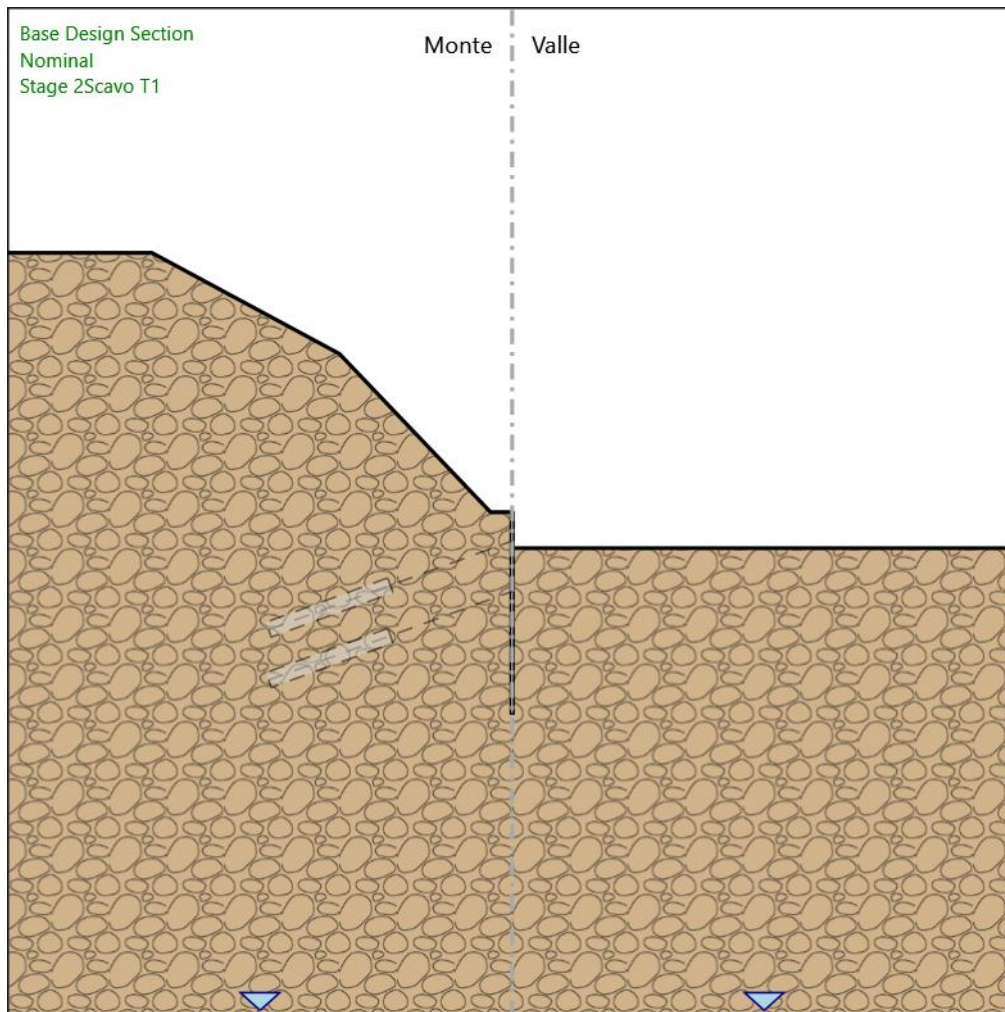 Base Design Section
Nominal
Stage 2Scavo T1
Monte
Valle